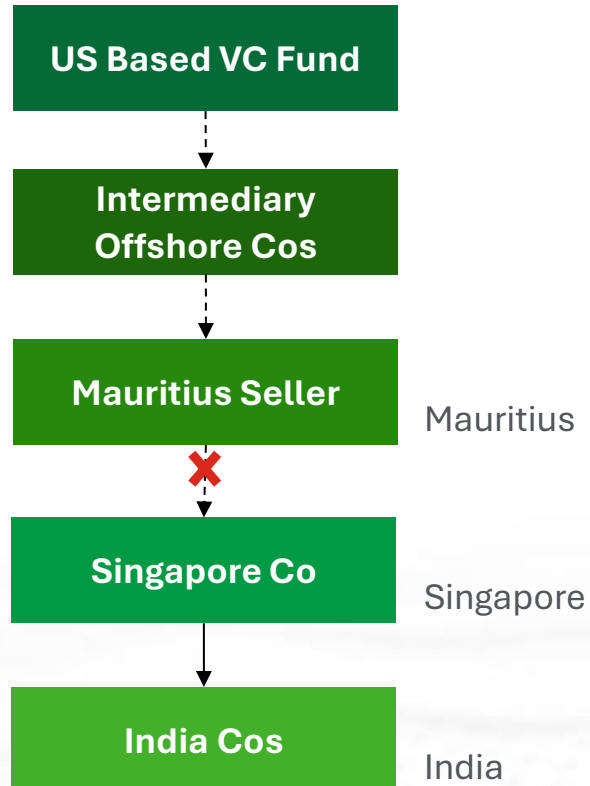 US Based VC Fund
Intermediary
Offshore Cos
Mauritius Seller
Mauritius
Singapore Co
Singapore
India Cos
India